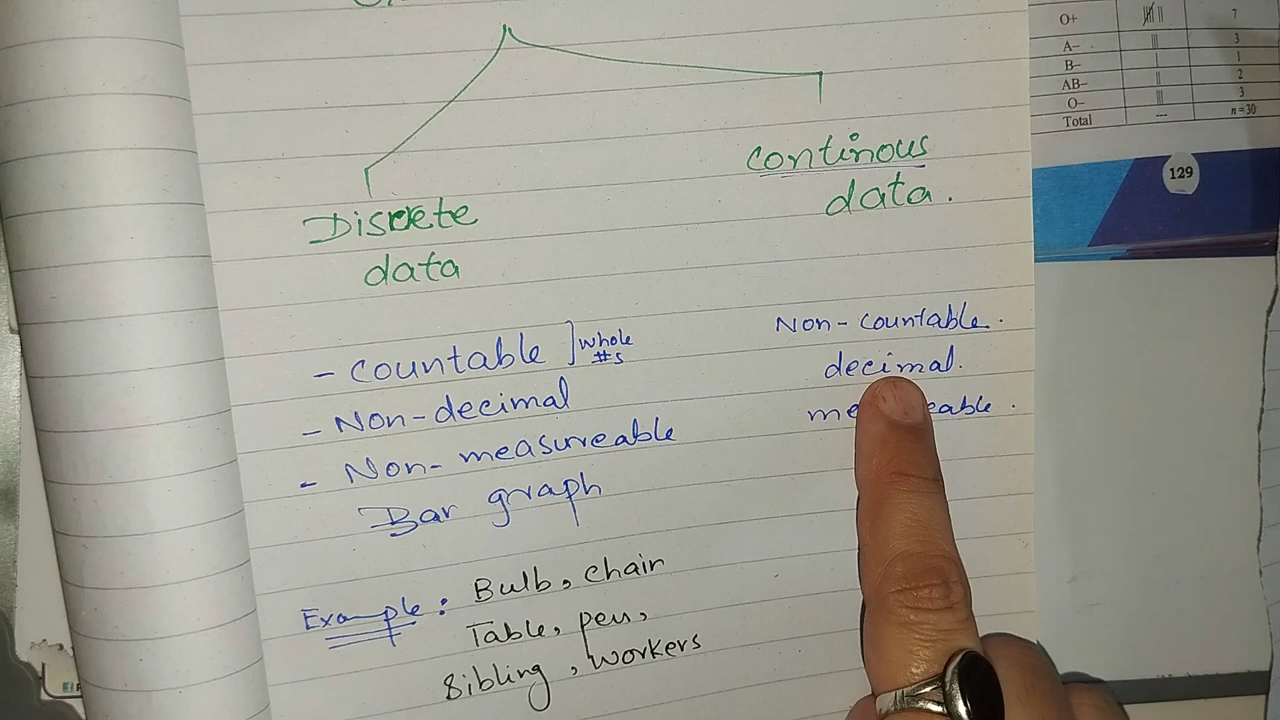 Discrete
data
continous
data.
- countable ] whole
#s
- Non-decimal
- Non-measureable
Bar graph
Example: Bulb, chair
Table, pen,
Sibling, workers
Non-countable.
decimal.
O+ 7
A- ||| 3
B- | 1
AB- || 2
O- ||| 3
Total --- n=30
129